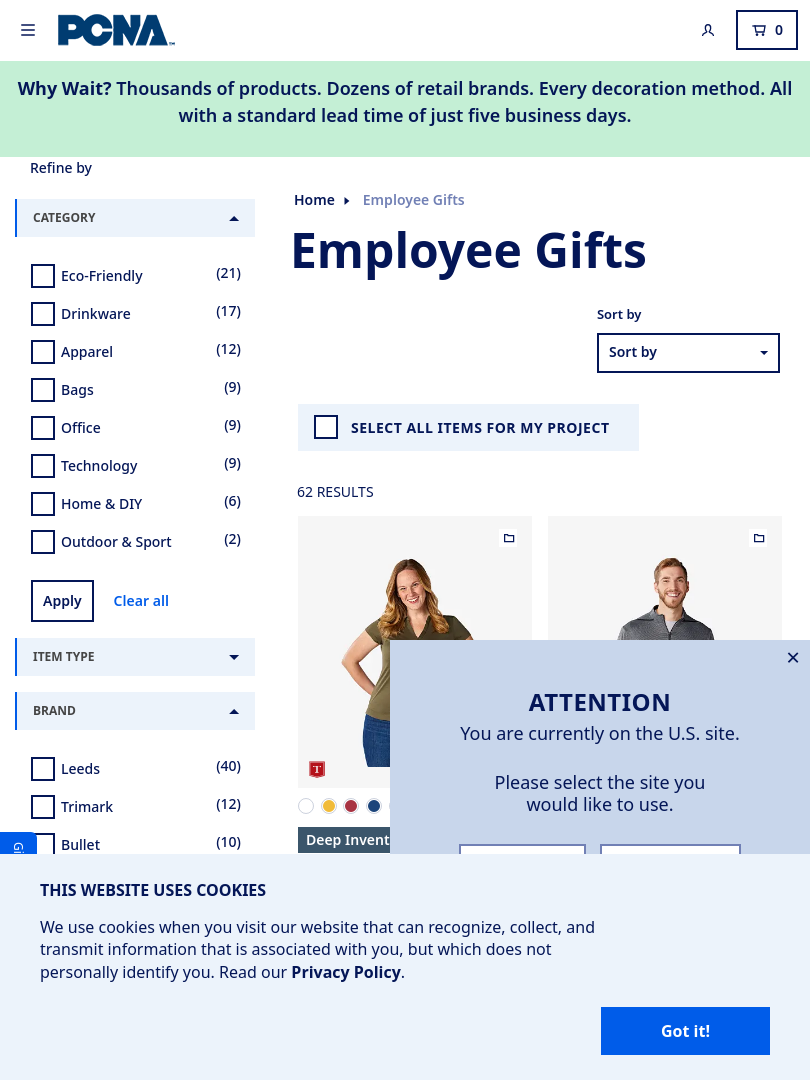 PCNA
0
Why Wait? Thousands of products. Dozens of retail brands. Every decoration method. All
with a standard lead time of just five business days.
Refine by
CATEGORY
Eco-Friendly (21)
Drinkware (17)
Apparel (12)
Bags (9)
Office (9)
Technology (9)
Home & DIY (6)
Outdoor & Sport (2)
Apply Clear all
ITEM TYPE
BRAND
Leeds (40)
Trimark (12)
Bullet (10)
Home Employee Gifts
Employee Gifts
Sort by
Sort by
SELECT ALL ITEMS FOR MY PROJECT
62 RESULTS
T
Deep Invent
ATTENTION
You are currently on the U.S. site.
Please select the site you
would like to use.
THIS WEBSITE USES COOKIES
We use cookies when you visit our website that can recognize, collect, and
transmit information that is associated with you, but which does not
personally identify you. Read our Privacy Policy.
Got it!